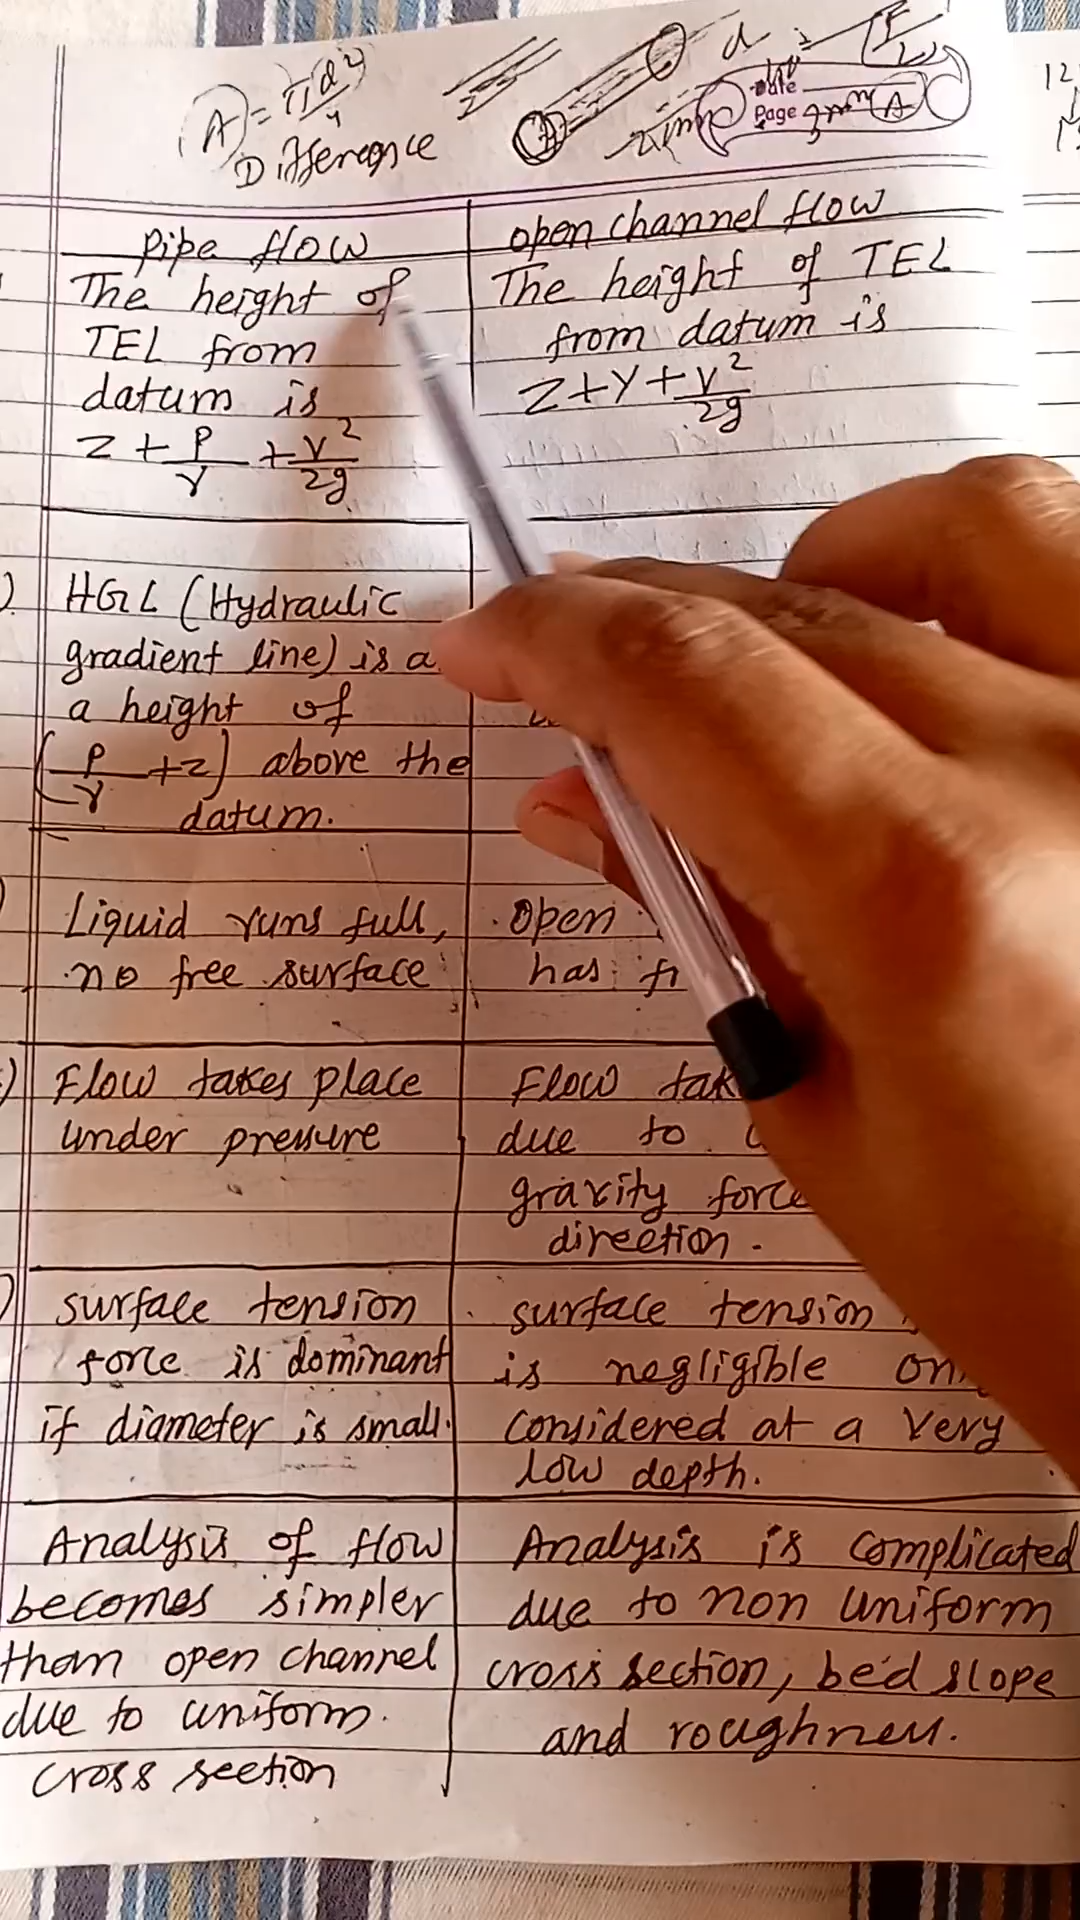 A = πd²/4
d
Date
Page
Difference
12
pipe flow
The height of
TEL from
datum is
Z + P/γ + V²/2g
open channel flow
The height of TEL
from datum is
Z+Y+V²/2g
HGL (Hydraulic
gradient line) is a
a height of
(P/γ +z) above the
datum.
Liquid runs full,
no free surface
open
has
Flow takes place
under pressure
Flow
due to
gravity force
direction.
surface tension
force is dominant
if diameter is small.
surface tension
is negligible
considered at a very
low depth.
Analysis of flow
becomes simpler
than open channel
due to uniform.
cross section
Analysis is complicated
due to non uniform
cross section, bed slope
and roughness.